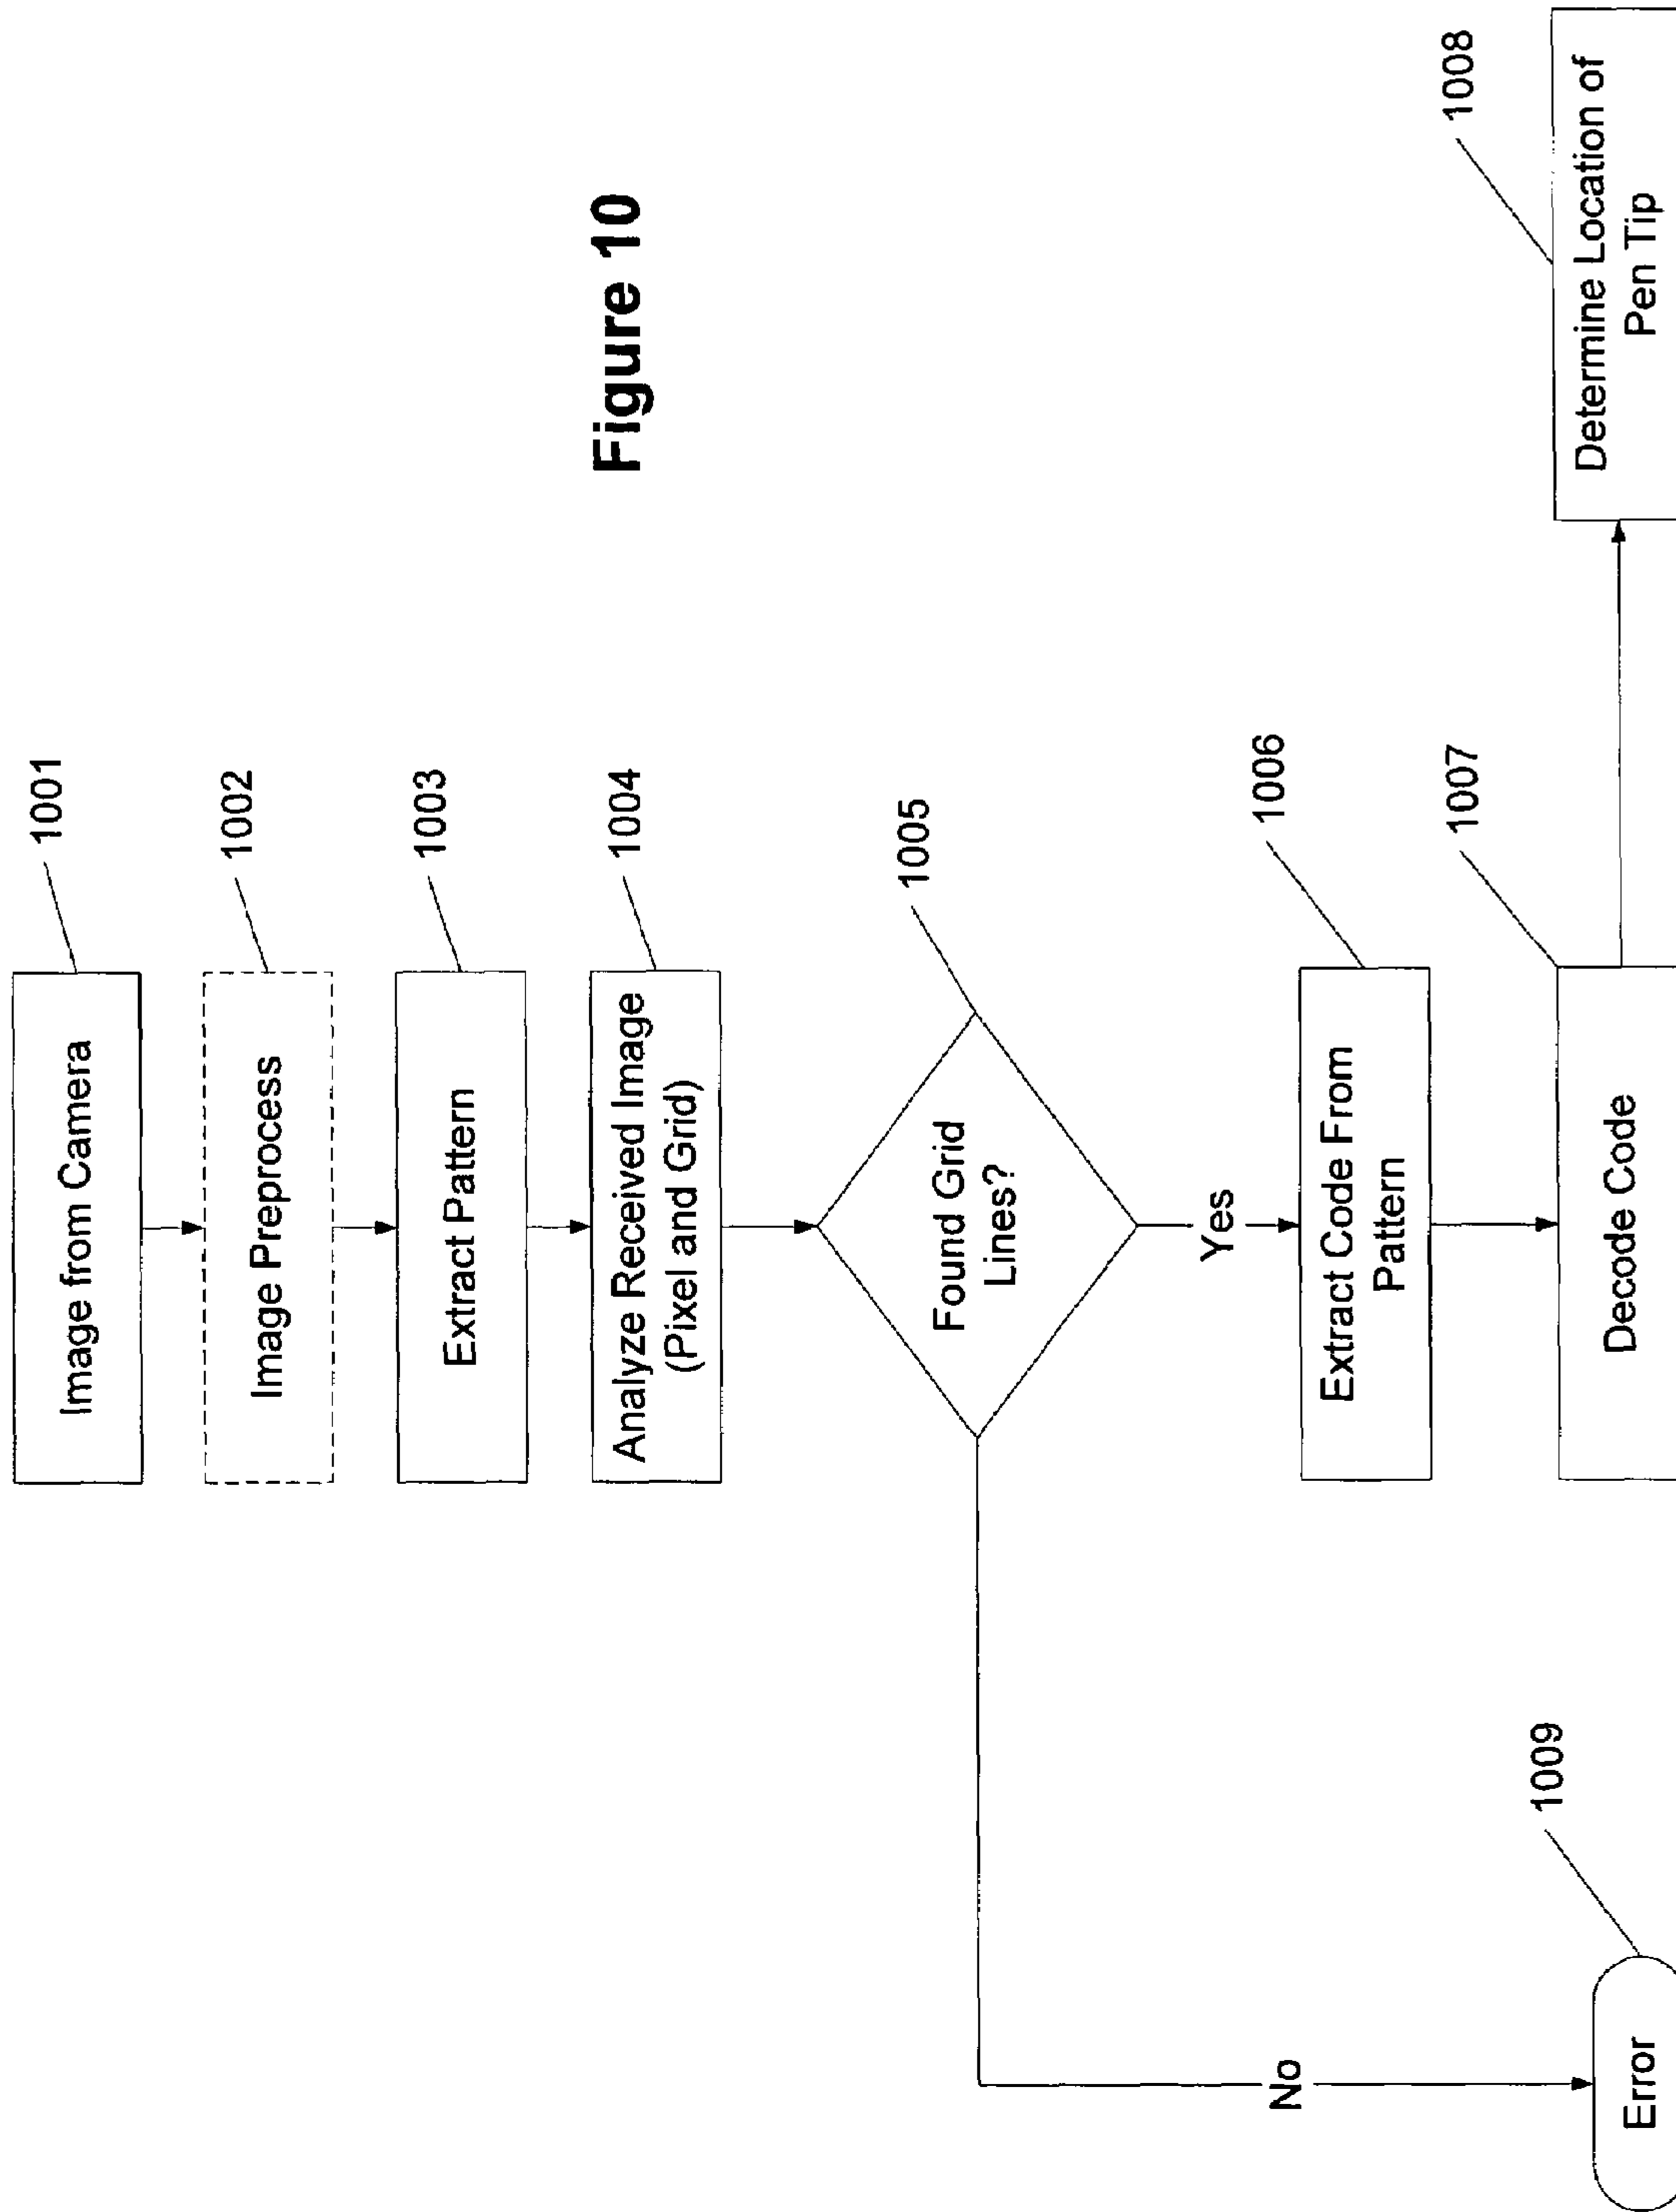 Image from Camera
1001
Image Preprocess
1002
Extract Pattern
1003
Analyze Received Image
(Pixel and Grid)
1004
Figure 10
Found Grid
Lines?
1005
Yes
No
Extract Code From
Pattern
1006
Decode Code
1007
Determine Location of
Pen Tip
1008
Error
1009